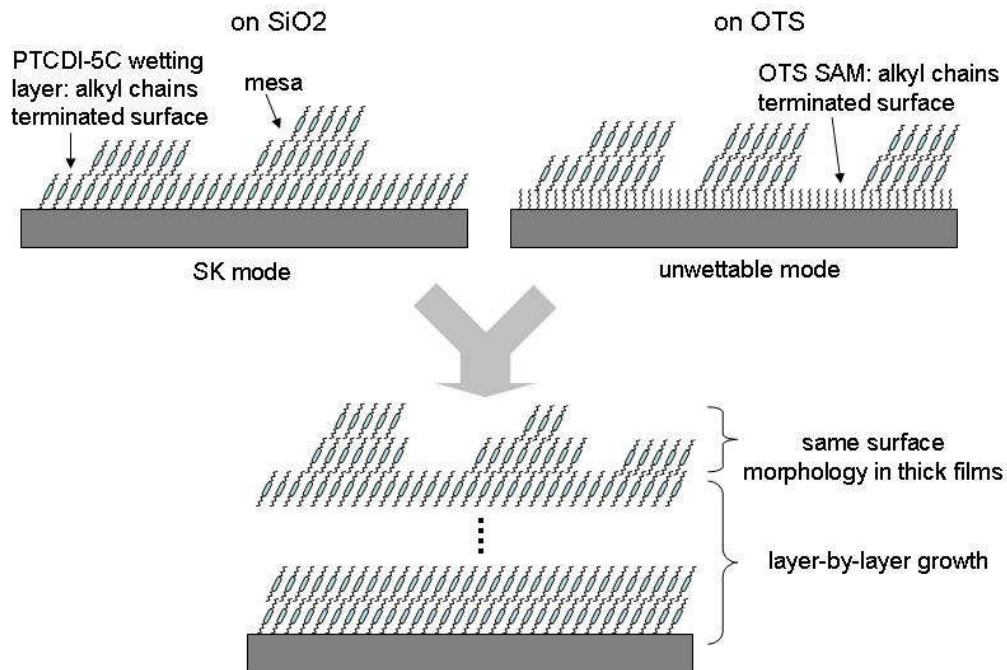 on SiO2
on OTS
PTCDI-5C wetting
layer: alkyl chains
terminated surface
mesa
OTS SAM: alkyl chains
terminated surface
SK mode
unwettable mode
same surface
morphology in thick films
layer-by-layer growth